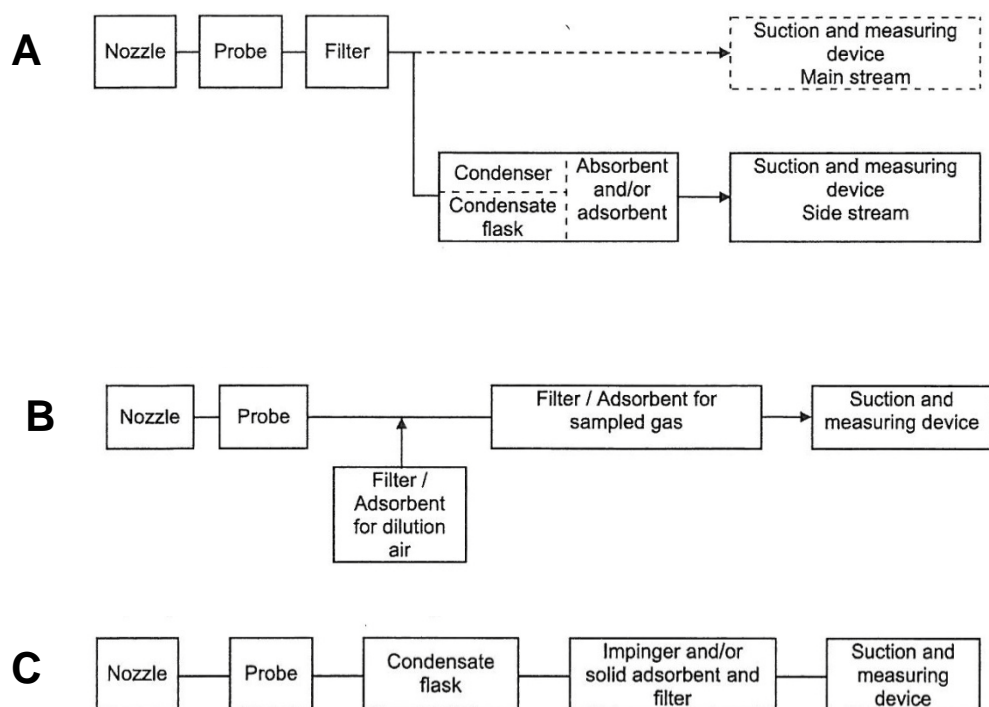 A
Nozzle
Probe
Filter
Suction and measuring
device
Main stream
Condenser
Condensate
flask
Absorbent
and/or
adsorbent
Suction and measuring
device
Side stream
B
Nozzle
Probe
Filter / Adsorbent for
sampled gas
Suction and
measuring device
Filter /
Adsorbent
for dilution
air
C
Nozzle
Probe
Condensate
flask
Impinger and/or
solid adsorbent and
filter
Suction and
measuring
device